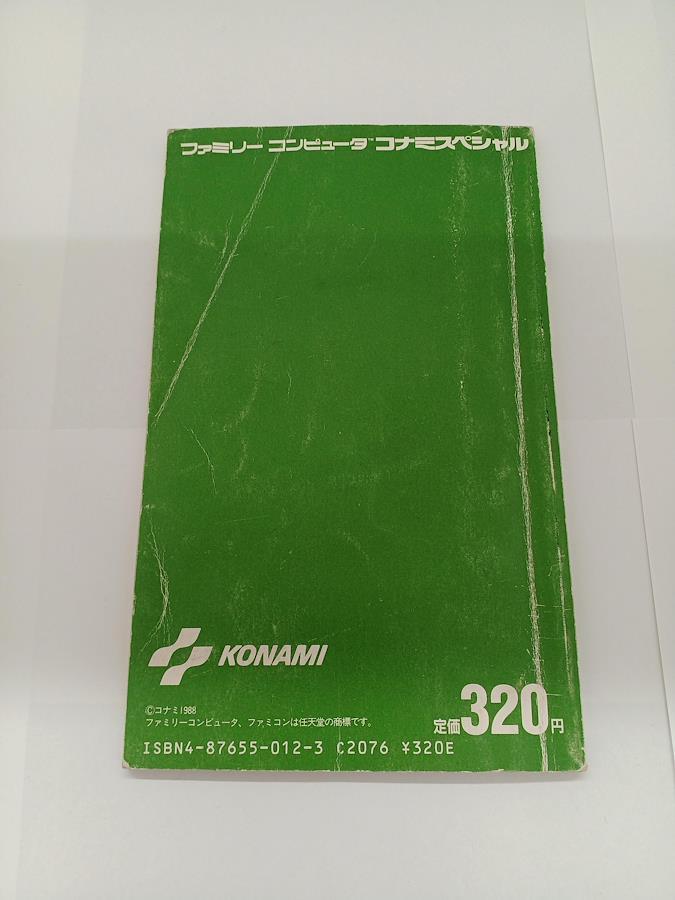 ファミリー コンピュータ™ コナミスペシャル
KONAMI
©コナミ1988
ファミリーコンピュータ、ファミコンは任天堂の商標です。
定価320円
ISBN4-87655-012-3 C2076 ¥320E